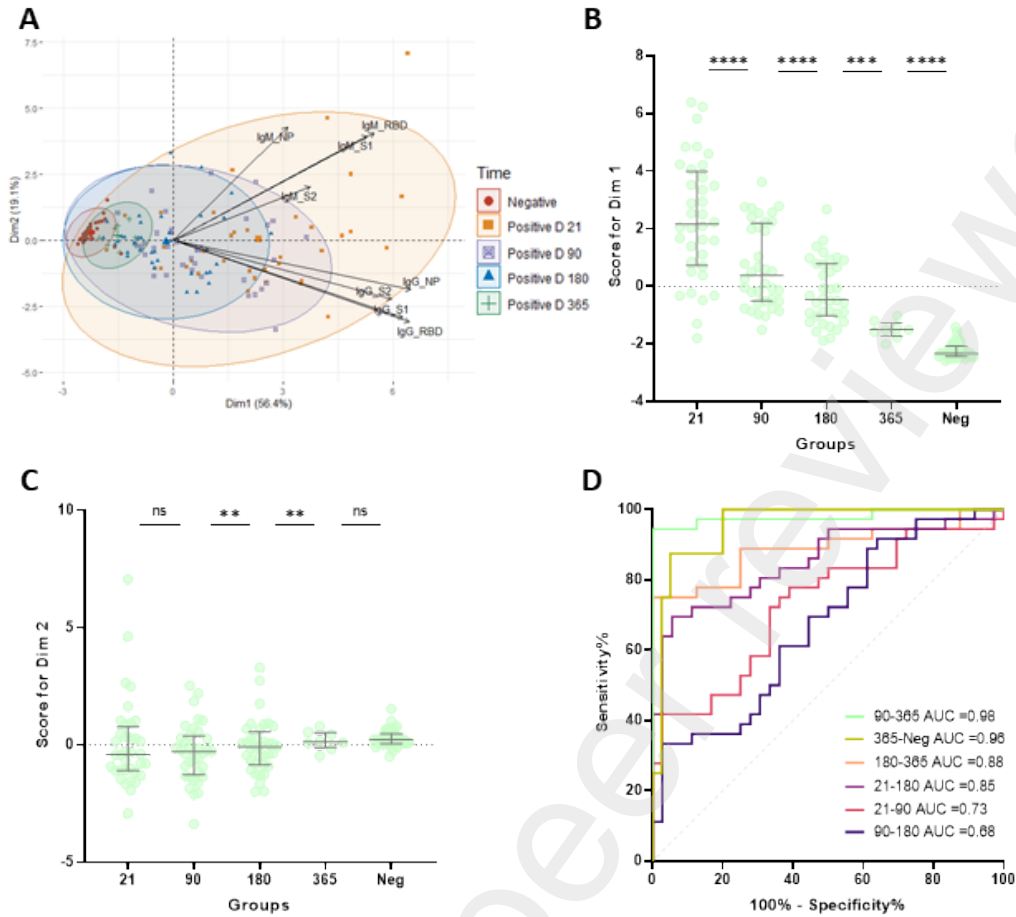 A
7.5
5.0
2.5
0.0
-2.5
-5.0
Dim2 (19.1%)
IgM_NP
IgM_RBD
IgM_S1
IgM_S2
IgG_NP
IgG_S2
IgG_S1
IgG_RBD
-3
0
3
6
Dim1 (56.4%)
Time
Negative
Positive D 21
Positive D 90
Positive D 180
Positive D 365
B
8
6
4
2
0
-2
-4
Score for Dim 1
**** **** *** ****
21 90 180 365 Neg
Groups
C
10
5
0
-5
Score for Dim 2
ns ** ** ns
21 90 180 365 Neg
Groups
D
100
80
60
40
20
0
Sensitivity%
90-365 AUC =0.98
365-Neg AUC =0.96
180-365 AUC =0.88
21-180 AUC =0.85
21-90 AUC =0.73
90-180 AUC =0.68
0 20 40 60 80 100
100% - Specificity%
peer review